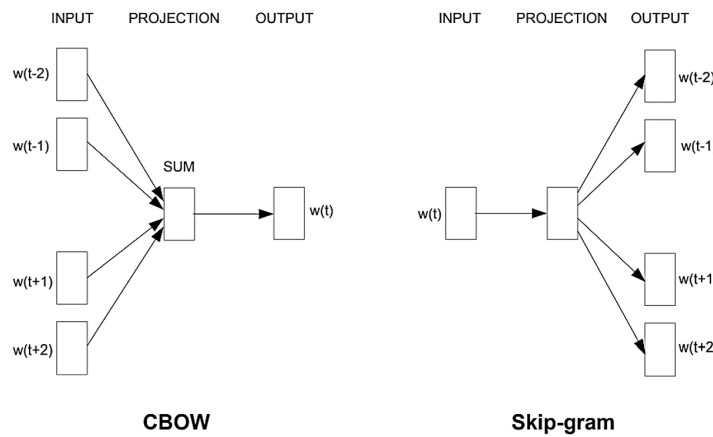 INPUT PROJECTION OUTPUT
w(t-2)
w(t-1)
SUM
w(t)
w(t+1)
w(t+2)
CBOW
INPUT PROJECTION OUTPUT
w(t-2)
w(t-1
w(t)
w(t+1
w(t+2
Skip-gram